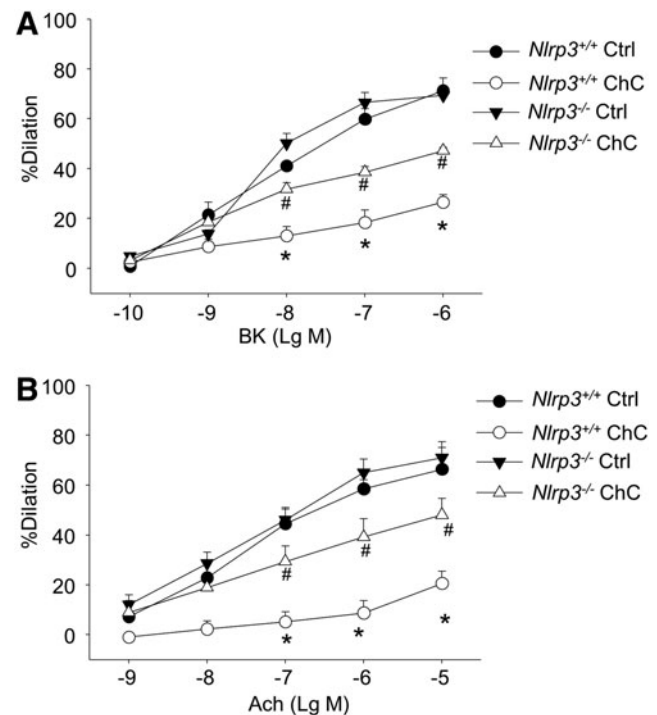 A
100
80
60
40
20
0
%Dilation
-10 -9 -8 -7 -6
BK (Lg M)
# # #
* * *
Nlrp3+/+ Ctrl
Nlrp3+/+ ChC
Nlrp3-/- Ctrl
Nlrp3-/- ChC
B
100
80
60
40
20
0
%Dilation
-9 -8 -7 -6 -5
Ach (Lg M)
# # #
* * *
Nlrp3+/+ Ctrl
Nlrp3+/+ ChC
Nlrp3-/- Ctrl
Nlrp3-/- ChC